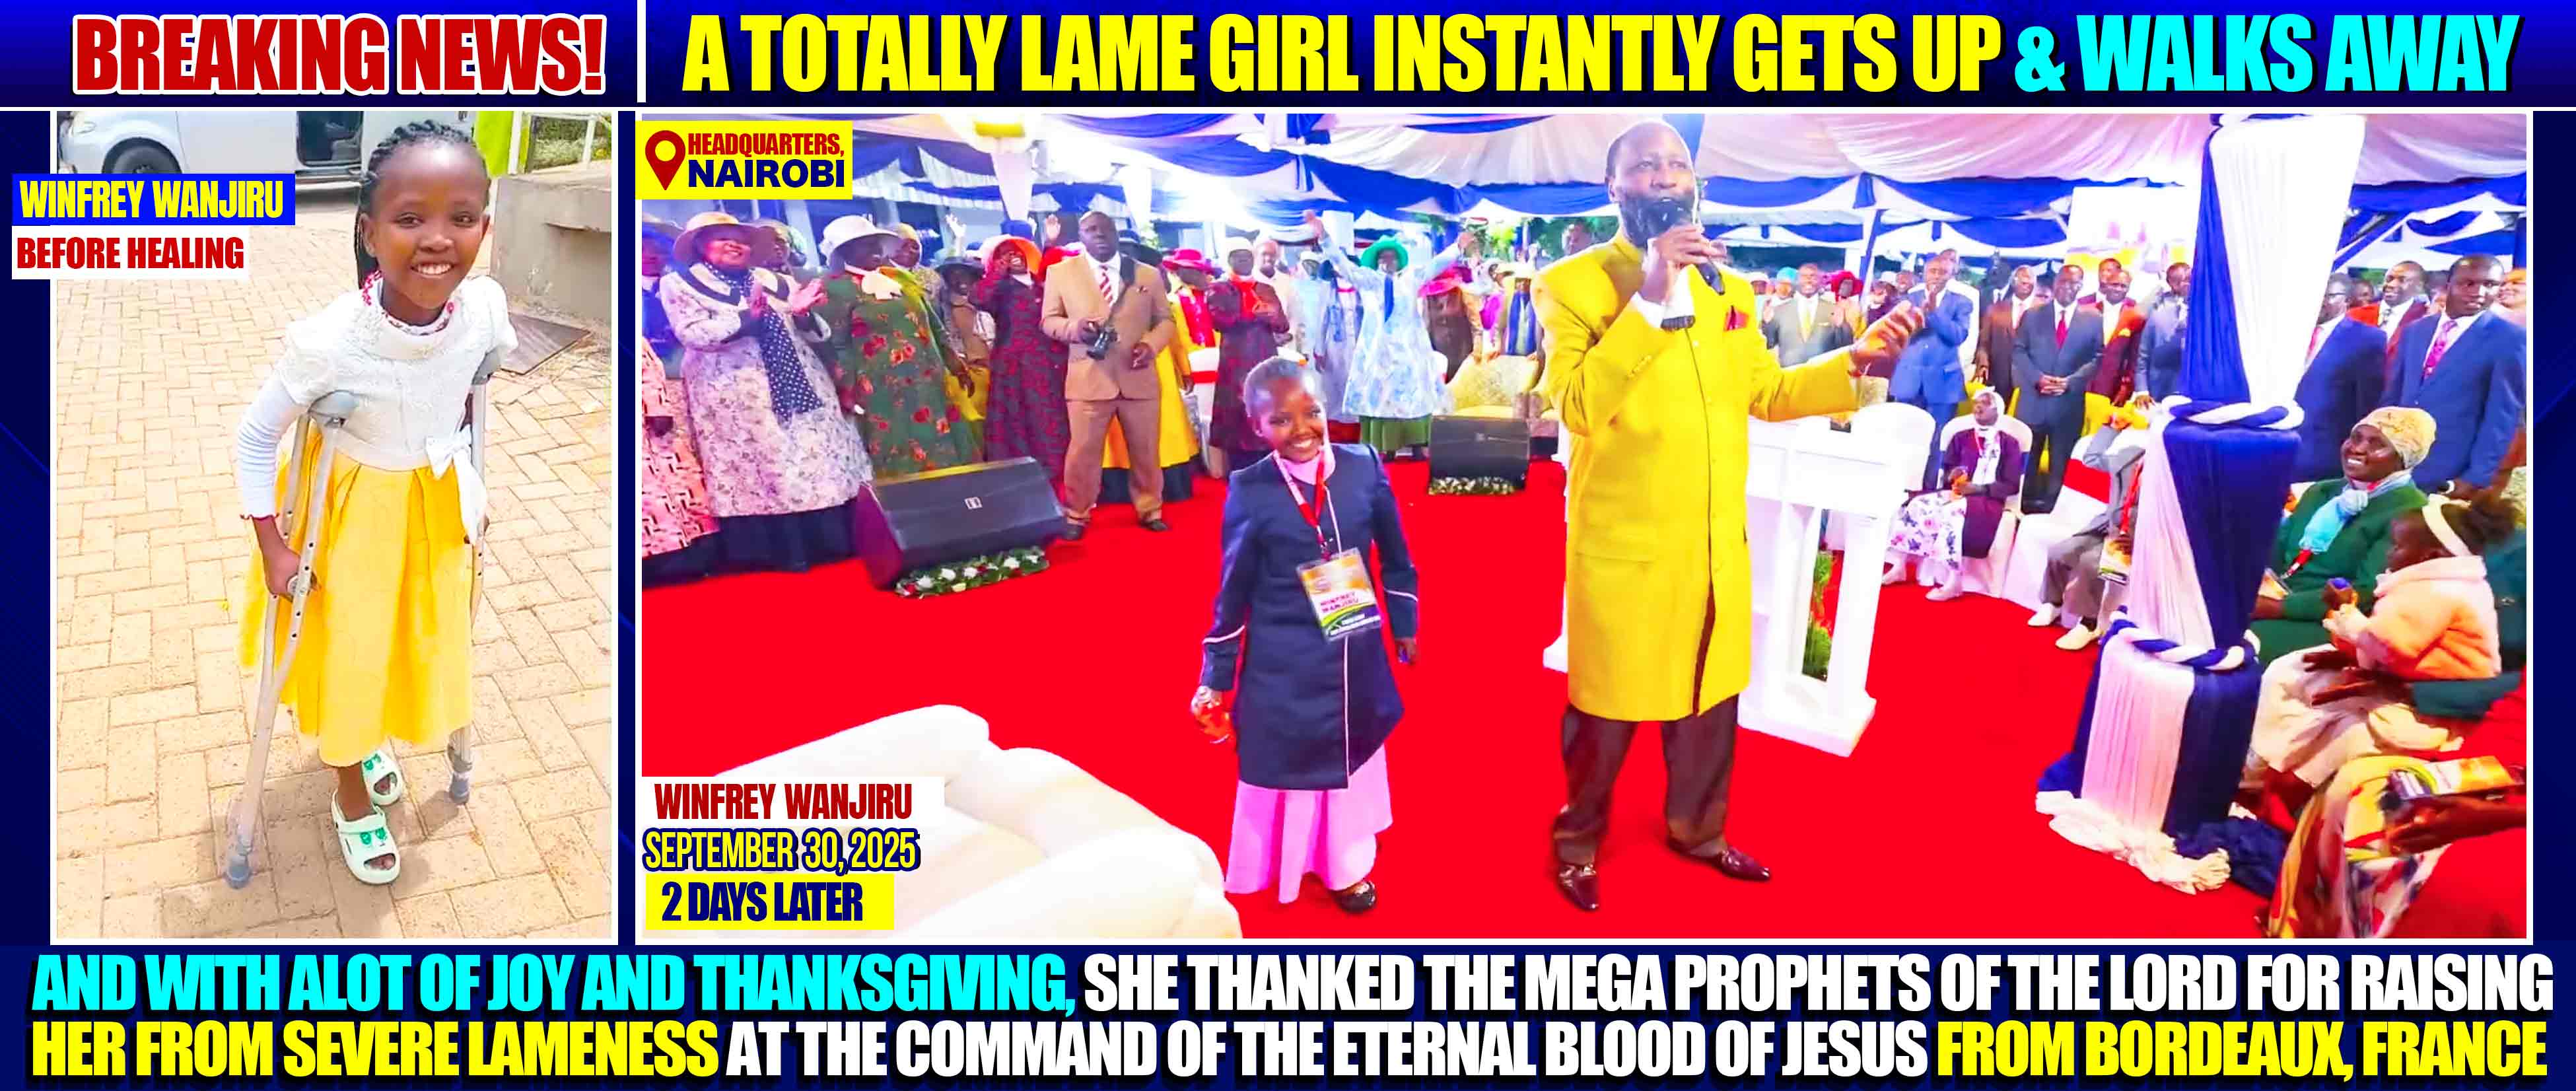 BREAKING NEWS!
A TOTALLY LAME GIRL INSTANTLY GETS UP & WALKS AWAY
WINFREY WANJIRU
BEFORE HEALING
HEADQUARTERS,
NAIROBI
WINFREY
WANJIRU
WINFREY WANJIRU
SEPTEMBER 30, 2025
2 DAYS LATER
AND WITH ALOT OF JOY AND THANKSGIVING, SHE THANKED THE MEGA PROPHETS OF THE LORD FOR RAISING
HER FROM SEVERE LAMENESS AT THE COMMAND OF THE ETERNAL BLOOD OF JESUS FROM BORDEAUX, FRANCE